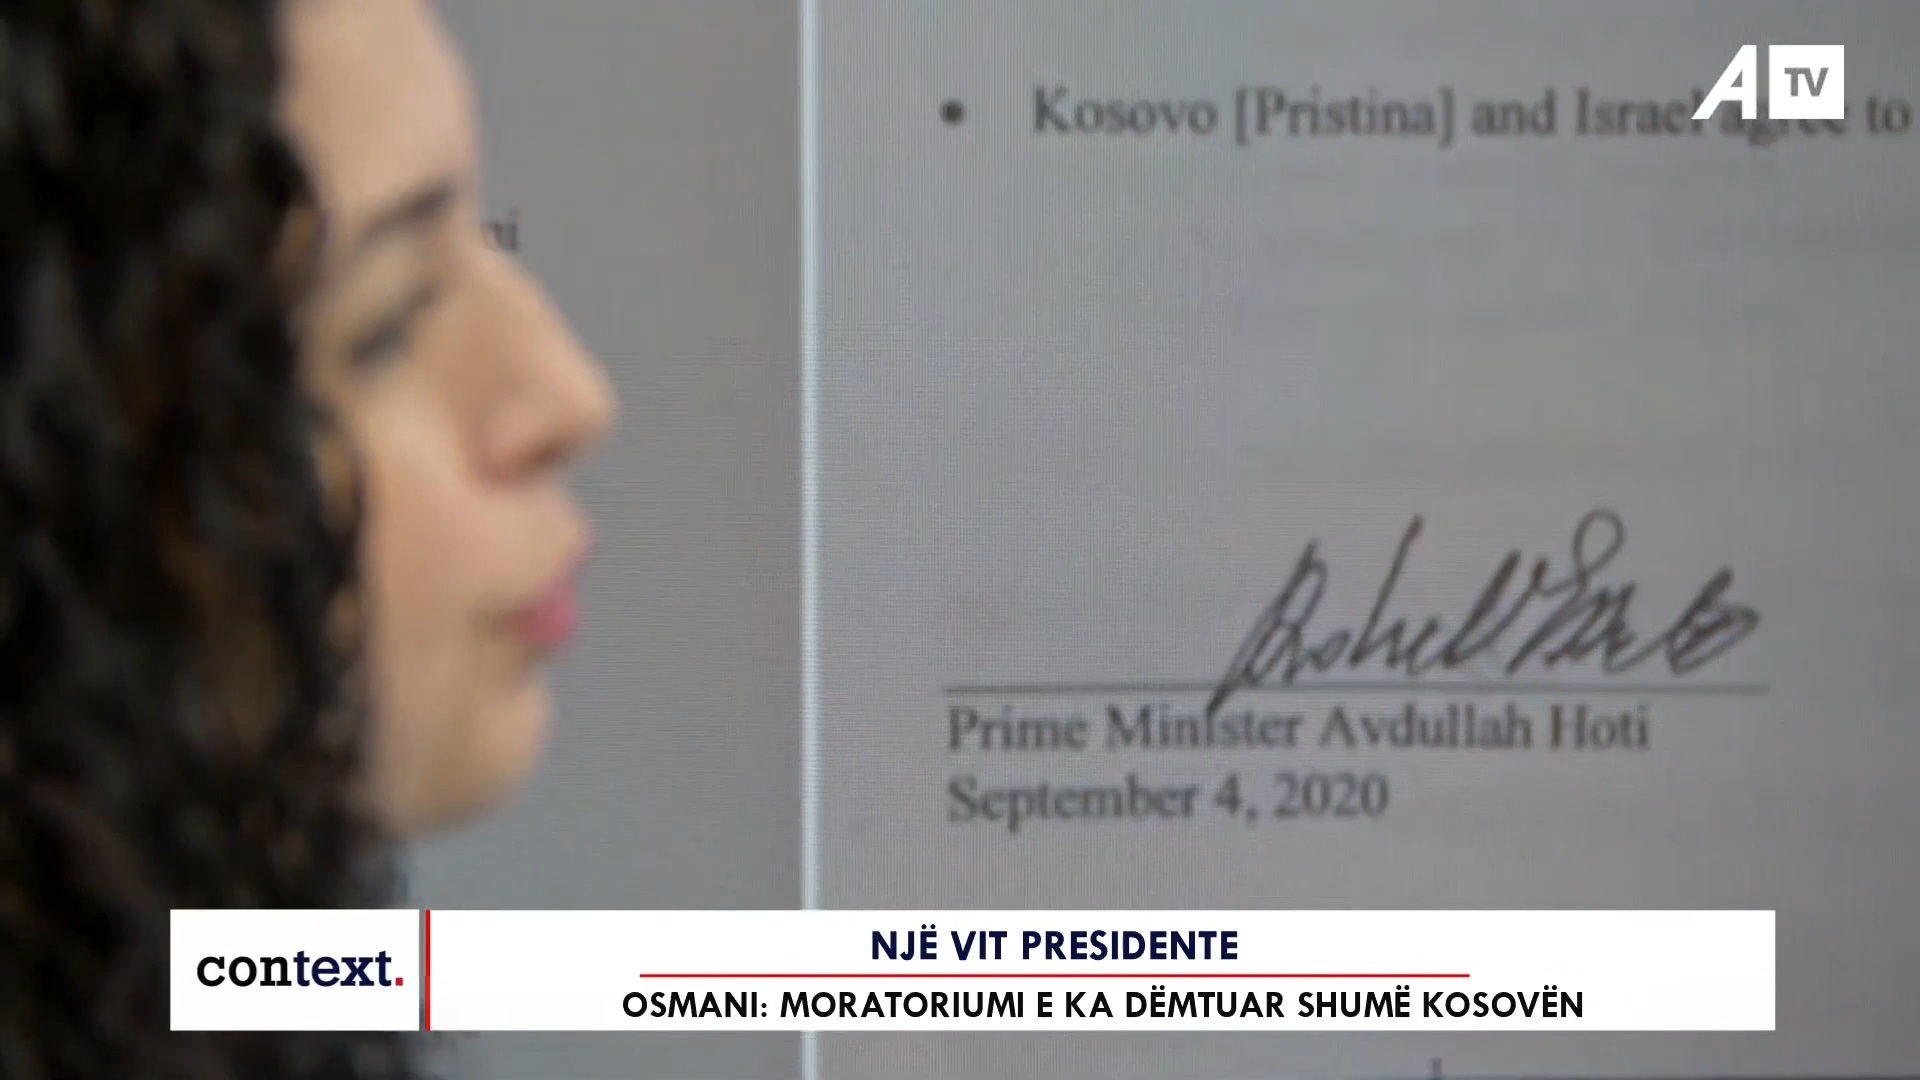 A TV
Kosovo [Pristina] and Israel agree to
Prime Minister Avdullah Hoti
September 4, 2020
context.
NJË VIT PRESIDENTE
OSMANI: MORATORIUMI E KA DËMTUAR SHUMË KOSOVËN